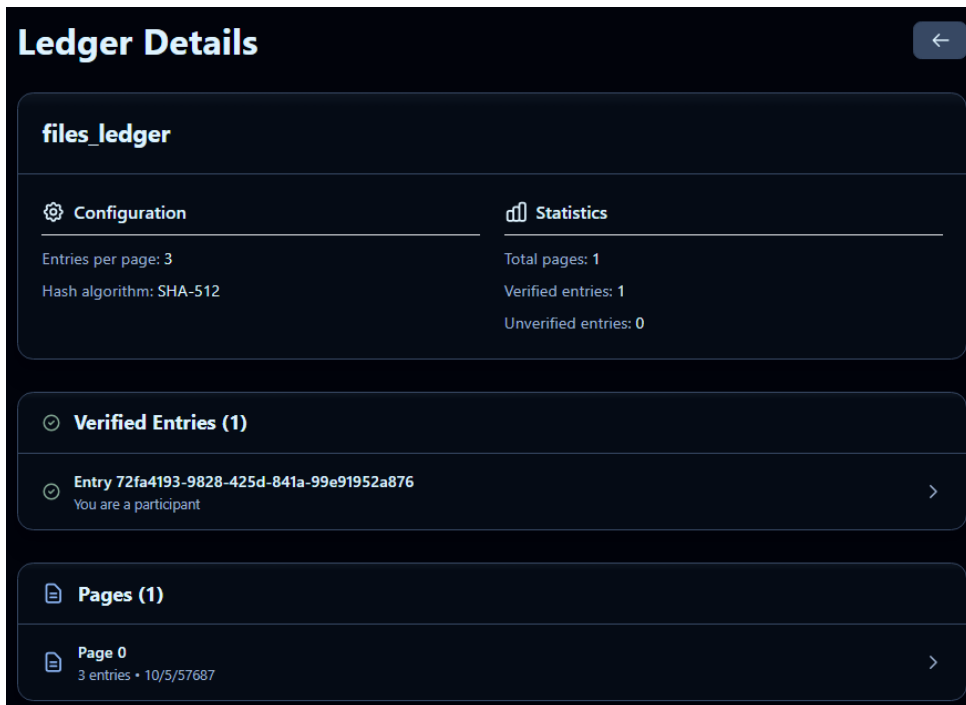 Ledger Details
files_ledger
Configuration
Entries per page: 3
Hash algorithm: SHA-512
Statistics
Total pages: 1
Verified entries: 1
Unverified entries: 0
Verified Entries (1)
Entry 72fa4193-9828-425d-841a-99e91952a876
You are a participant
Pages (1)
Page 0
3 entries • 10/5/57687